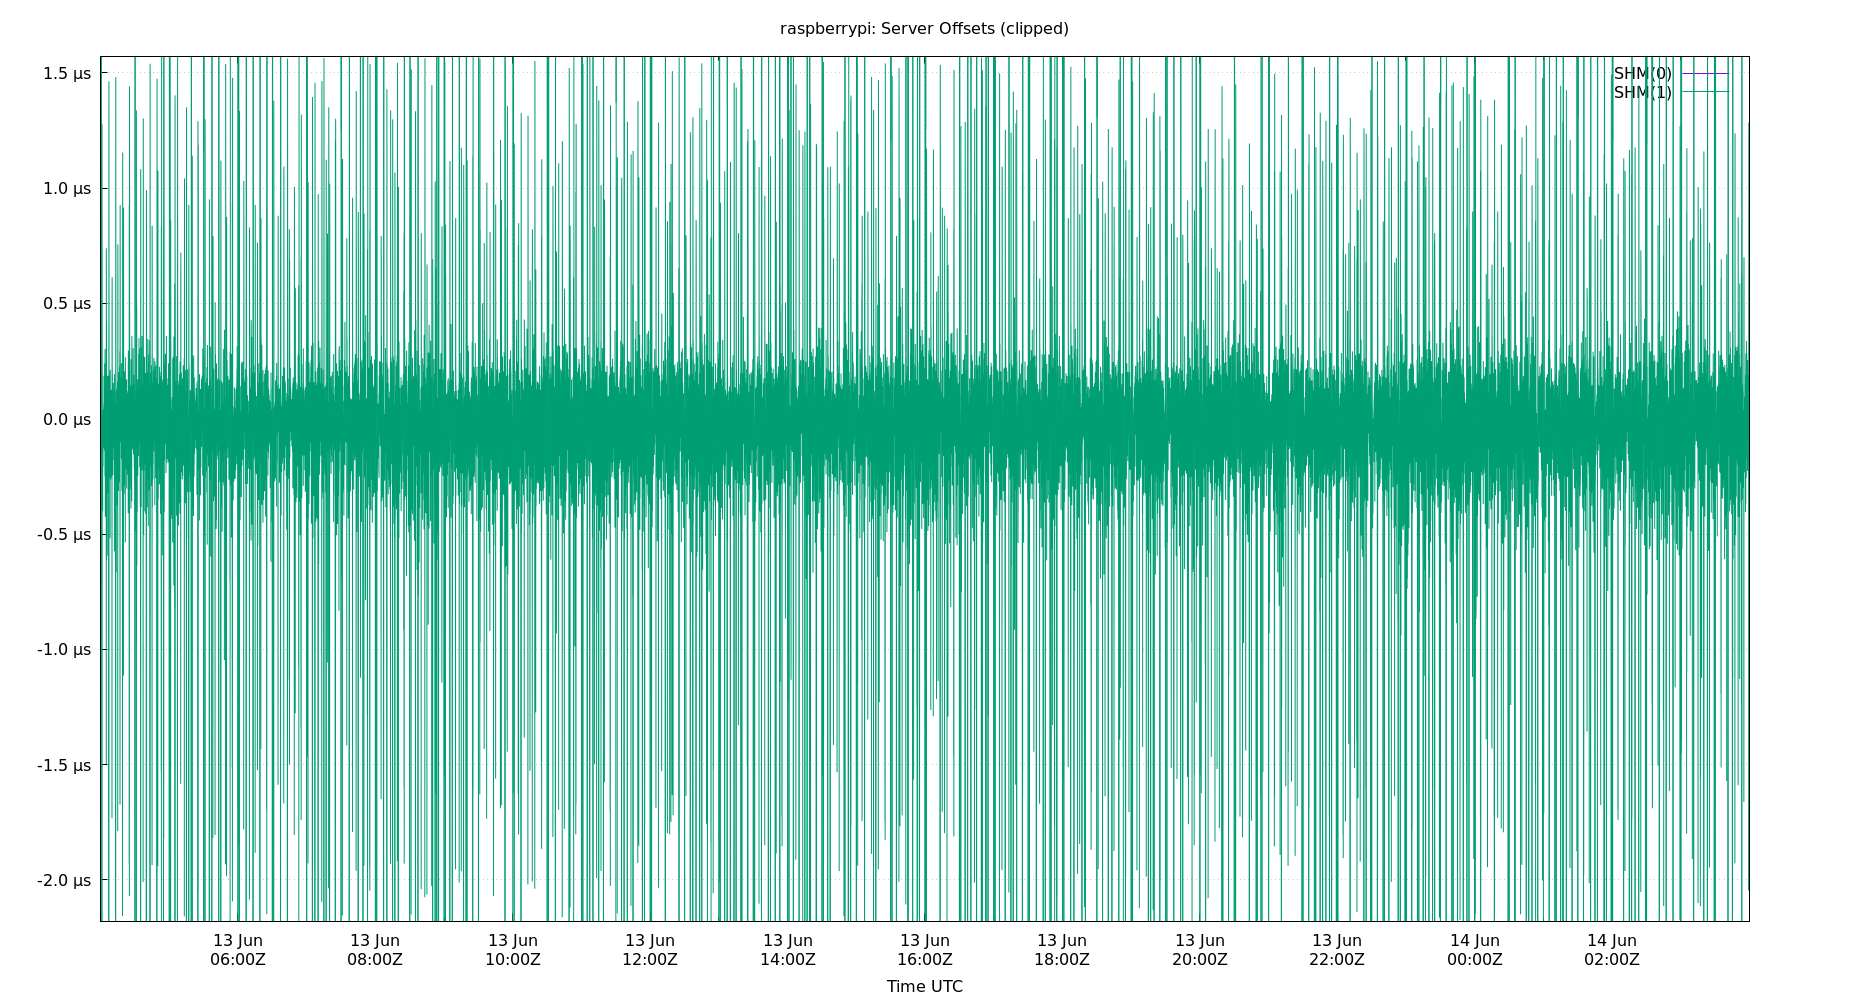 raspberrypi: Server Offsets (clipped)
SHM(0)
SHM(1)
1.5 µs
1.0 µs
0.5 µs
0.0 µs
-0.5 µs
-1.0 µs
-1.5 µs
-2.0 µs
13 Jun 13 Jun 13 Jun 13 Jun 13 Jun 13 Jun 13 Jun 13 Jun 13 Jun 14 Jun 14 Jun
06:00Z 08:00Z 10:00Z 12:00Z 14:00Z 16:00Z 18:00Z 20:00Z 22:00Z 00:00Z 02:00Z
Time UTC